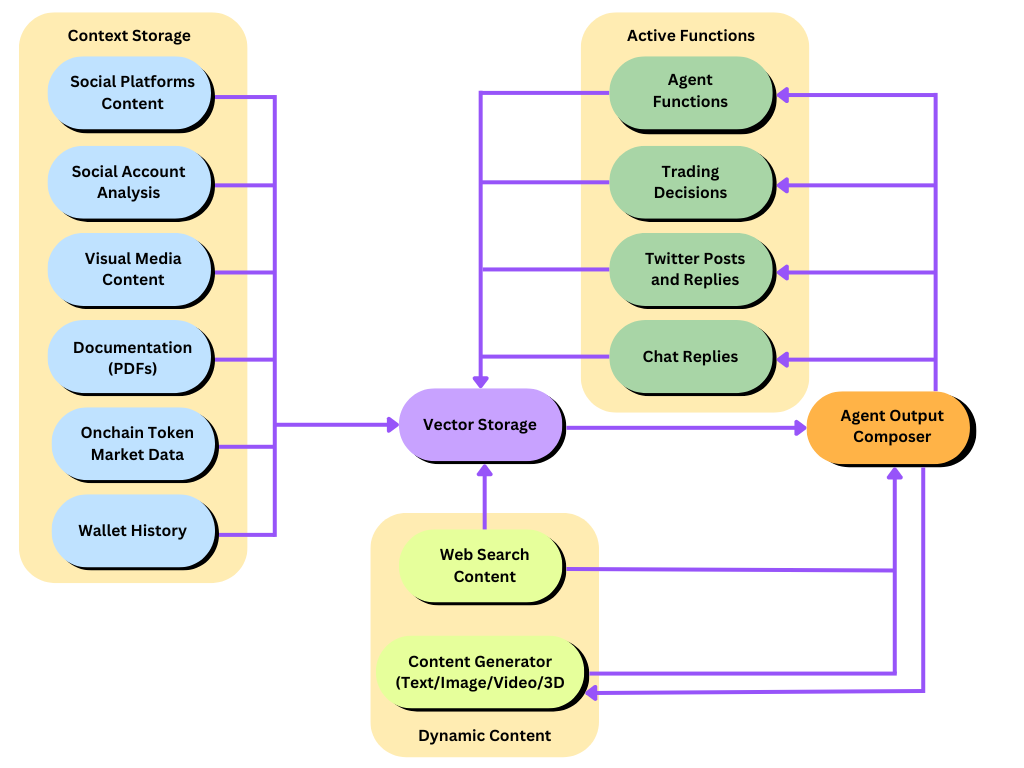 Context Storage
Social Platforms
Content
Social Account
Analysis
Visual Media
Content
Documentation
(PDFs)
Onchain Token
Market Data
Wallet History
Active Functions
Agent
Functions
Trading
Decisions
Twitter Posts
and Replies
Chat Replies
Vector Storage
Agent Output
Composer
Web Search
Content
Content Generator
(Text/Image/Video/3D
Dynamic Content